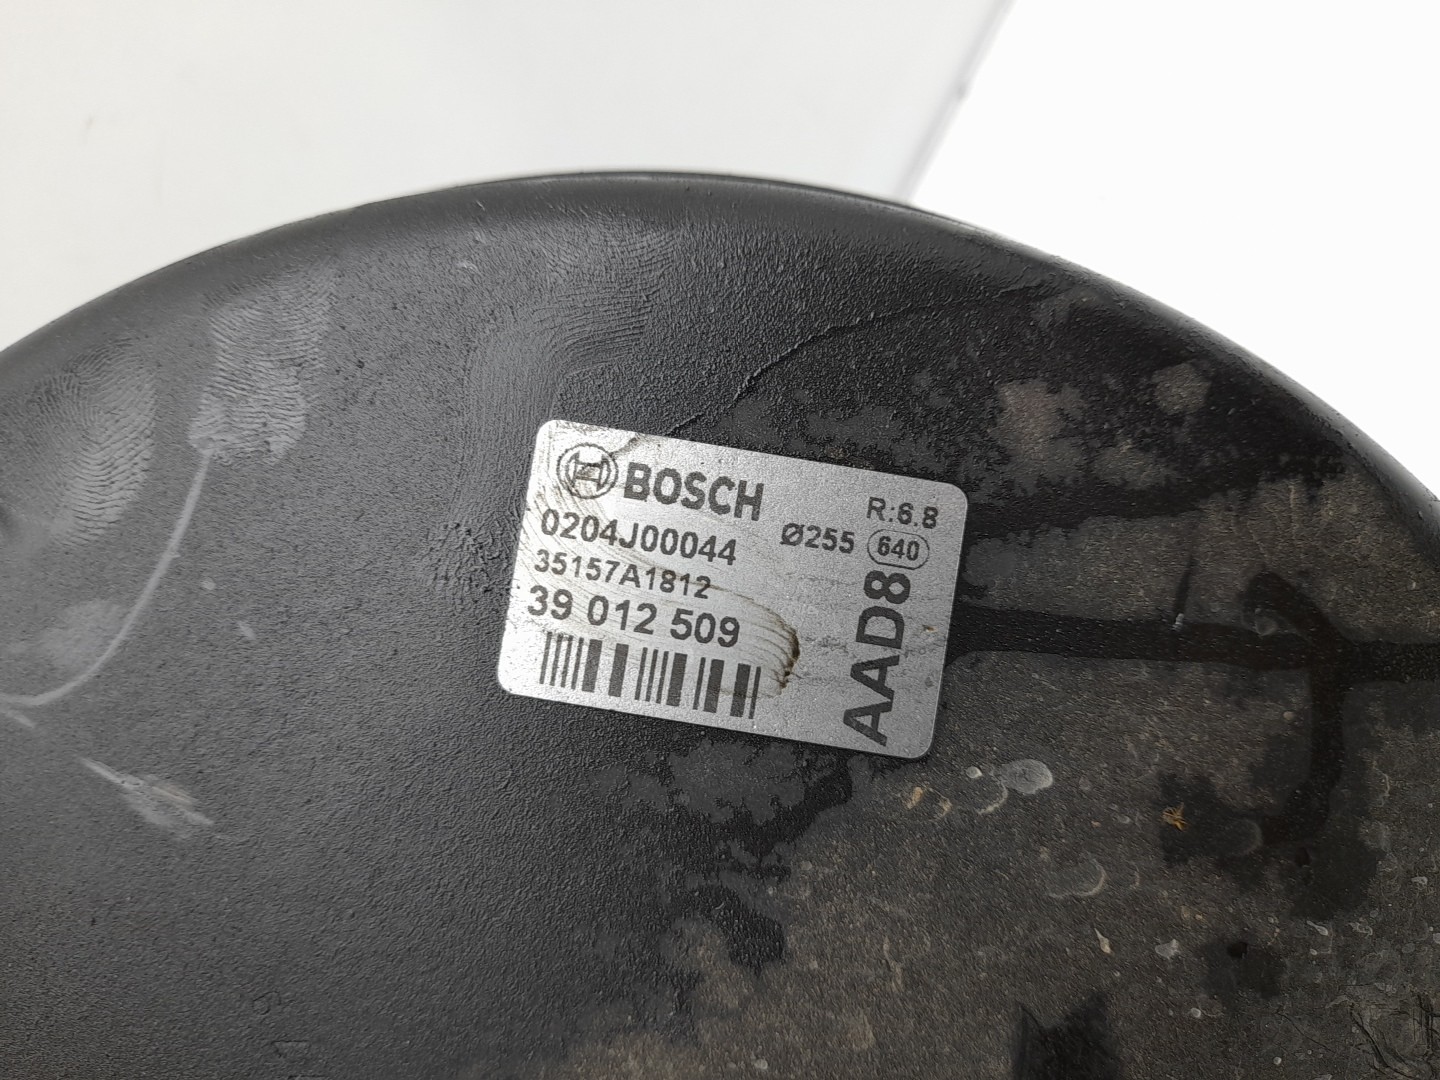 BOSCH
R:6.8
0204J00044
Ø255
640
35157A1812
39 012 509
AAD8